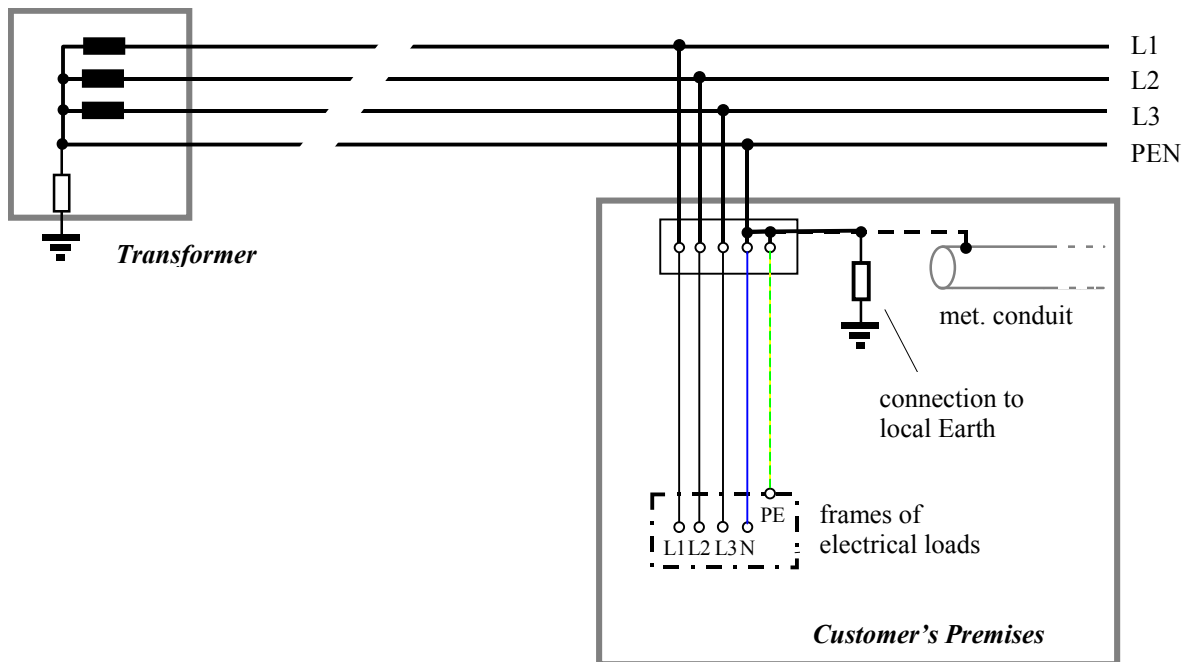 L1
L2
L3
PEN
Transformer
met. conduit
connection to
local Earth
PE
L1 L2 L3 N
frames of
electrical loads
Customer’s Premises